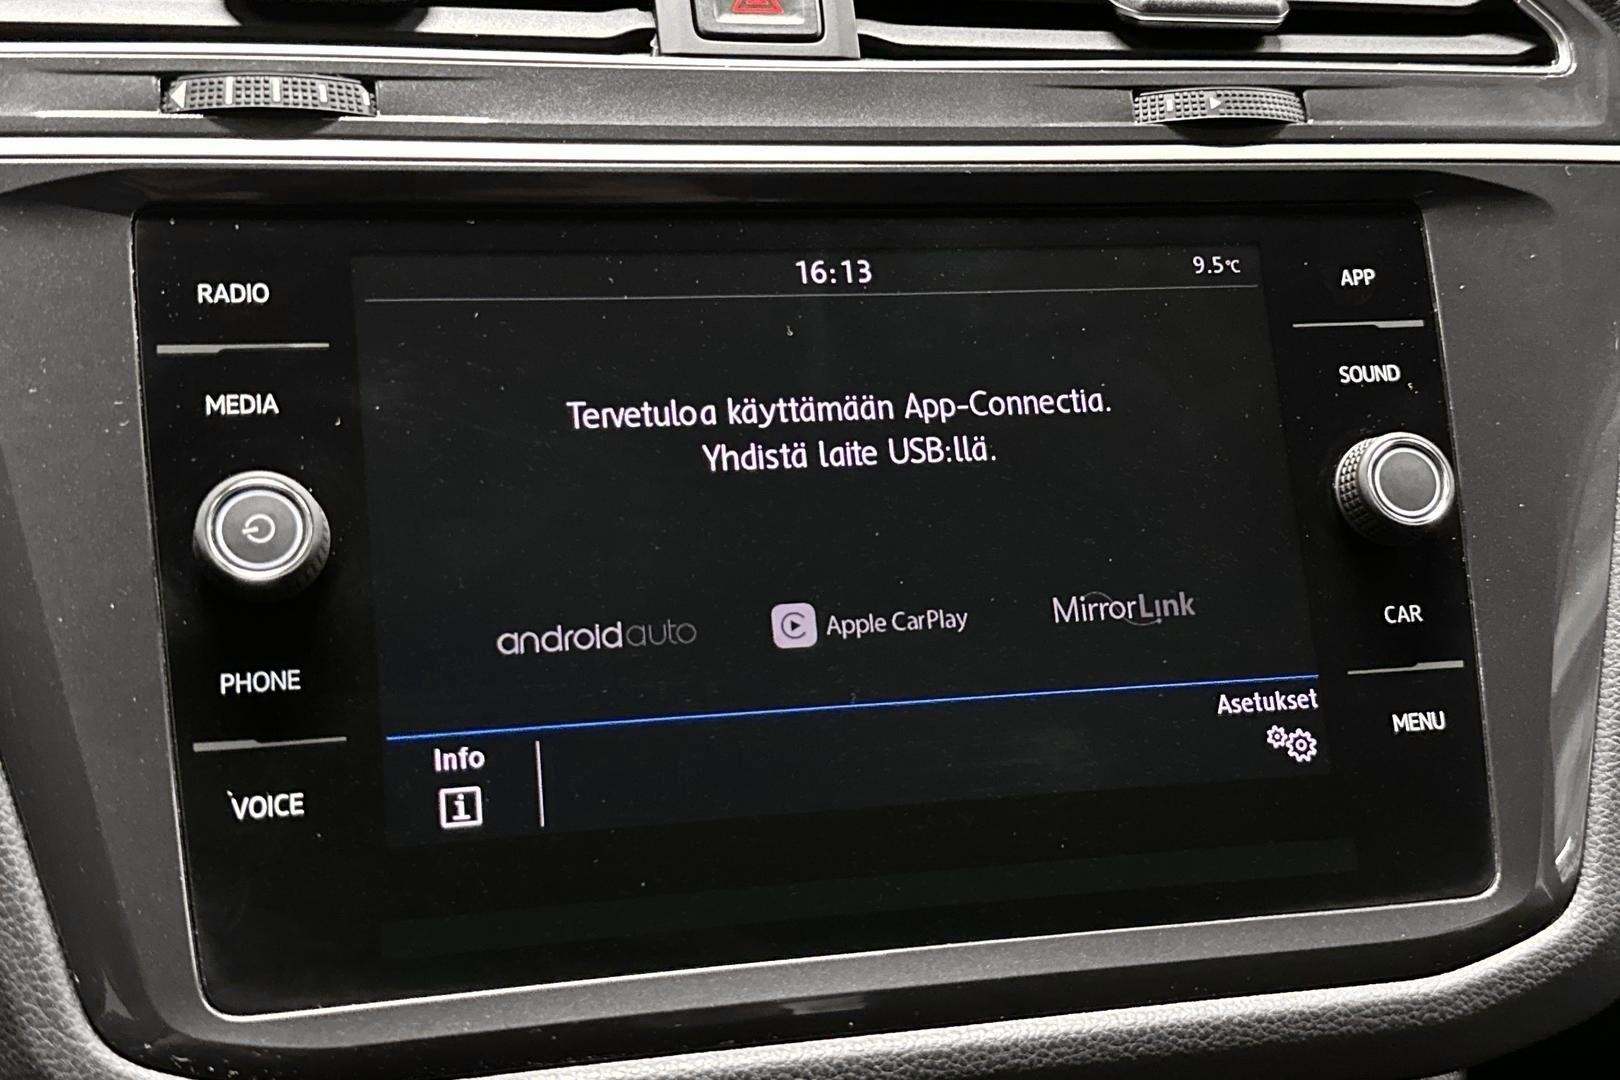 RADIO
MEDIA
PHONE
VOICE
16:13
9.5°C
Tervetuloa käyttämään App-Connectia.
Yhdistä laite USB:llä.
androidauto
Apple CarPlay
MirrorLink
Info
Asetukset
APP
SOUND
CAR
MENU